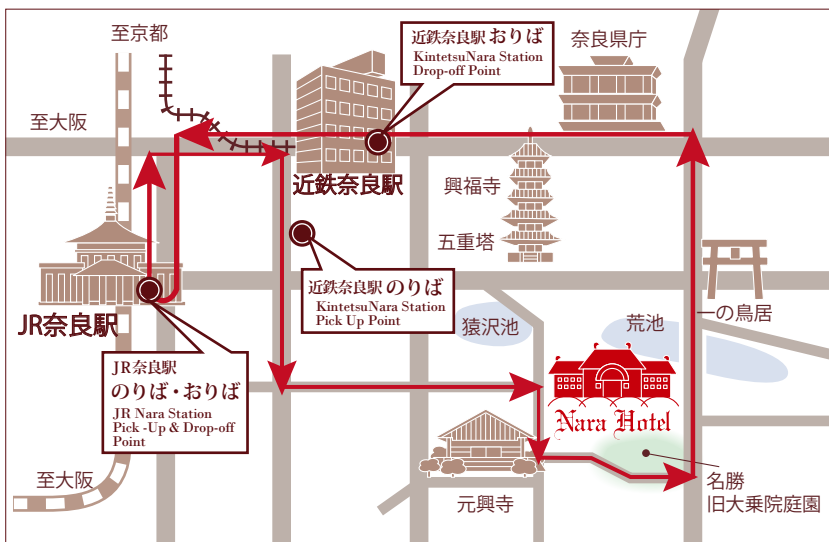 至京都
近鉄奈良駅 おりば
KintetsuNara Station
Drop-off Point
奈良県庁
至大阪
近鉄奈良駅
興福寺
五重塔
近鉄奈良駅 のりば
KintetsuNara Station
Pick Up Point
一の鳥居
猿沢池
荒池
JR奈良駅
JR奈良駅
のりば・おりば
JR Nara Station
Pick -Up & Drop-off
Point
Nara Hotel
至大阪
元興寺
名勝
旧大乗院庭園